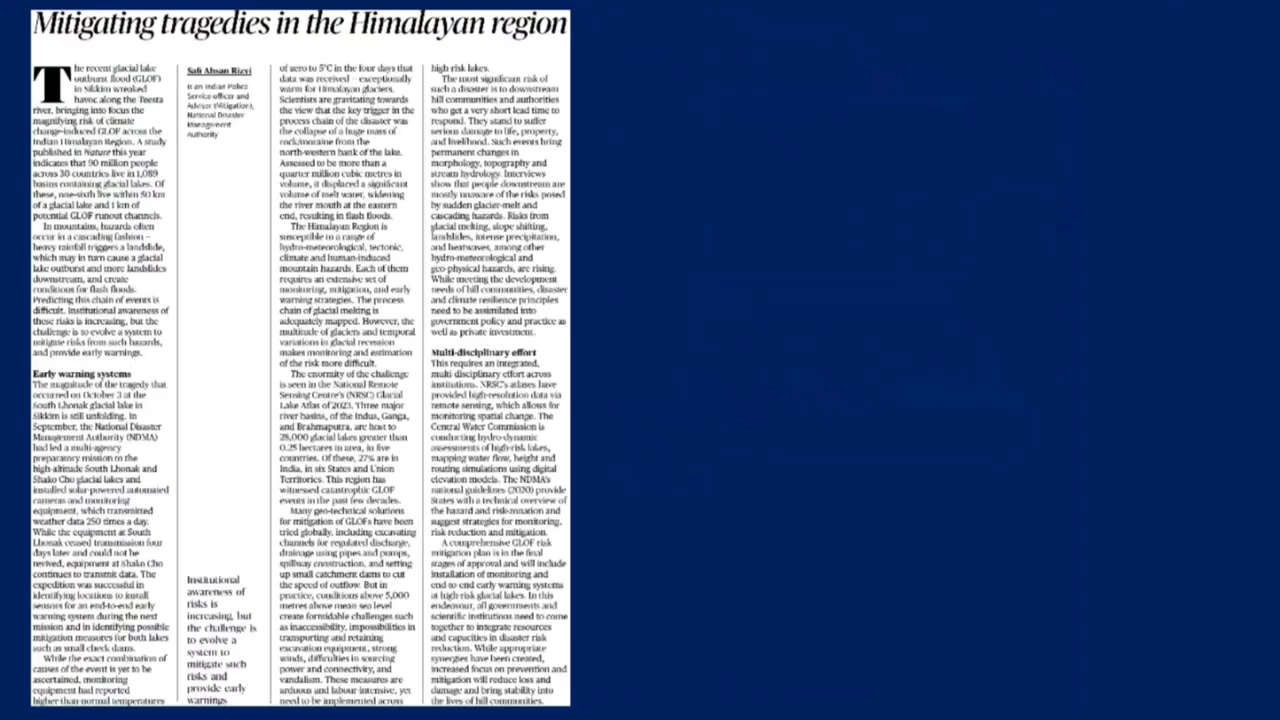 Mitigating tragedies in the Himalayan region
The recent glacial lake
outburst flood (GLOF)
in Sikkim wreaked
havoc along the Teesta
river, bringing into focus the
magnifying risk of climate
change-induced GLOF across the
Indian Himalayan Region. A study
published in Nature this year
indicates that 90 million people
across 30 countries live in 1,089
basins containing glacial lakes. Of
these, one-sixth live within 50 km
of a glacial lake and 1 km of
potential GLOF runout channels.
In mountains, hazards often
occur in a cascading fashion –
heavy rainfall triggers a landslide,
which may in turn cause a glacial
lake outburst and more landslides
downstream, and create
conditions for flash floods.
Predicting this chain of events is
difficult. Institutional awareness of
these risks is increasing, but the
challenge is to evolve a system to
mitigate risks from such hazards,
and provide early warnings.
Early warning systems
The magnitude of the tragedy that
occurred on October 3 at the
South Lhonak glacial lake in
Sikkim is still unfolding. In
September, the National Disaster
Management Authority (NDMA)
had led a multi-agency
preparatory mission to the
high-altitude South Lhonak and
Shako Cho glacial lakes and
installed solar-powered automated
cameras and monitoring
equipment, which transmitted
weather data 250 times a day.
While the equipment at South
Lhonak ceased transmission four
days later and could not be
revived, equipment at Shako Cho
continues to transmit data. The
expedition was successful in
identifying locations to install
sensors for an end-to-end early
warning system during the next
mission and in identifying possible
mitigation measures for both lakes
such as small check dams.
While the exact combination of
causes of the event is yet to be
ascertained, monitoring
equipment had reported
higher-than-normal temperatures
Safi Ahsan Rizvi
is an Indian Police
Service officer and
Advisor (Mitigation),
National Disaster
Management
Authority
Institutional
awareness of
risks is
increasing, but
the challenge is
to evolve a
system to
mitigate such
risks and
provide early
warnings
of zero to 5°C in the four days that
data was received – exceptionally
warm for Himalayan glaciers.
Scientists are gravitating towards
the view that the key trigger in the
process chain of the disaster was
the collapse of a huge mass of
rock/moraine from the
north-western bank of the lake.
Assessed to be more than a
quarter million cubic metres in
volume, it displaced a significant
volume of melt water, widening
the river mouth at the eastern
end, resulting in flash floods.
The Himalayan Region is
susceptible to a range of
hydro-meteorological, tectonic,
climate and human-induced
mountain hazards. Each of them
requires an extensive set of
monitoring, mitigation, and early
warning strategies. The process
chain of glacial melting is
adequately mapped. However, the
multitude of glaciers and temporal
variations in glacial recession
makes monitoring and estimation
of the risk more difficult.
The enormity of the challenge
is seen in the National Remote
Sensing Centre's (NRSC) Glacial
Lake Atlas of 2023. Three major
river basins, of the Indus, Ganga,
and Brahmaputra, are host to
28,000 glacial lakes greater than
0.25 hectares in area, in five
countries. Of these, 27% are in
India, in six States and Union
Territories. This region has
witnessed catastrophic GLOF
events in the past few decades.
Many geo-technical solutions
for mitigation of GLOFs have been
tried globally, including excavating
channels for regulated discharge,
drainage using pipes and pumps,
spillway construction, and setting
up small catchment dams to cut
the speed of outflow. But in
practice, conditions above 5,000
metres above mean sea level
create formidable challenges such
as inaccessibility, impossibilities in
transporting and retaining
excavation equipment, strong
winds, difficulties in sourcing
power and connectivity, and
vandalism. These measures are
arduous and labour-intensive, yet
need to be implemented across
high risk lakes.
The most significant risk of
such a disaster is to downstream
hill communities and authorities
who get a very short lead time to
respond. They stand to suffer
serious damage to life, property,
and livelihood. Such events bring
permanent changes in
morphology, topography and
stream hydrology. Interviews
show that people downstream are
mostly unaware of the risks posed
by sudden glacier-melt and
cascading hazards. Risks from
glacial melting, slope shifting,
landslides, intense precipitation,
and heatwaves, among other
hydro-meteorological and
geo-physical hazards, are rising.
While meeting the development
needs of hill communities, disaster
and climate resilience principles
need to be assimilated into
government policy and practice as
well as private investment.
Multi-disciplinary effort
This requires an integrated,
multi-disciplinary effort across
institutions. NRSC's atlases have
provided high-resolution data via
remote sensing, which allows for
monitoring spatial change. The
Central Water Commission is
conducting hydro-dynamic
assessments of high-risk lakes,
mapping water flow, height and
routing simulations using digital
elevation models. The NDMA's
national guidelines (2020) provide
States with a technical overview of
the hazard and risk-zonation and
suggest strategies for monitoring,
risk reduction and mitigation.
A comprehensive GLOF risk
mitigation plan is in the final
stages of approval and will include
installation of monitoring and
end-to-end early warning systems
at high-risk glacial lakes. In this
endeavour, all governments and
scientific institutions need to come
together to integrate resources
and capacities in disaster risk
reduction. While appropriate
synergies have been created,
increased focus on prevention and
mitigation will reduce loss and
damage and bring stability into
the lives of hill communities.